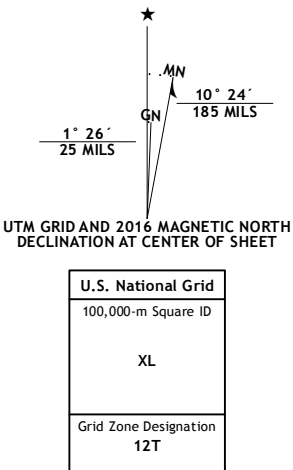 ★
MN
GN
10° 24´
185 MILS
1° 26´
25 MILS
UTM GRID AND 2016 MAGNETIC NORTH
DECLINATION AT CENTER OF SHEET
U.S. National Grid
100,000-m Square ID
XL
Grid Zone Designation
12T